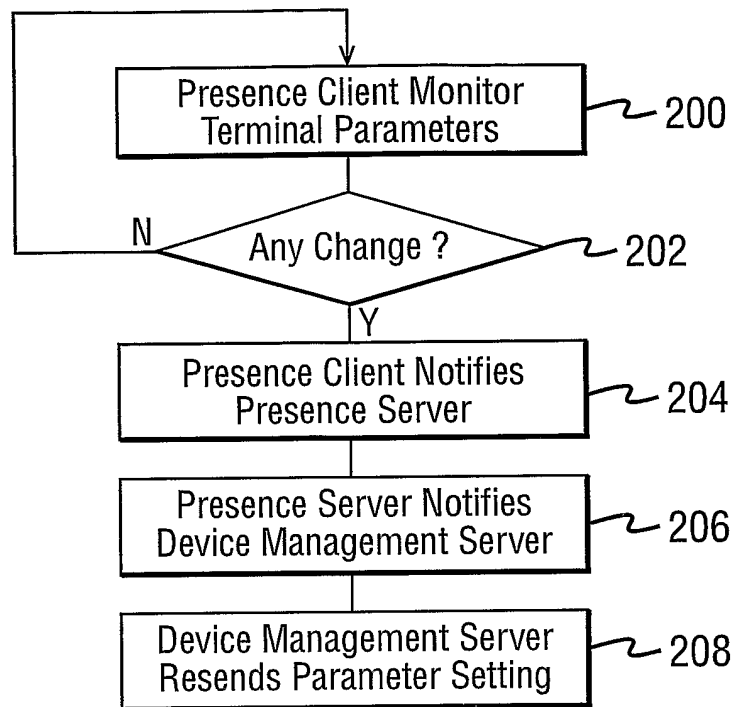 Presence Client Monitor
Terminal Parameters
200
N
Any Change ?
202
Y
Presence Client Notifies
Presence Server
204
Presence Server Notifies
Device Management Server
206
Device Management Server
Resends Parameter Setting
208